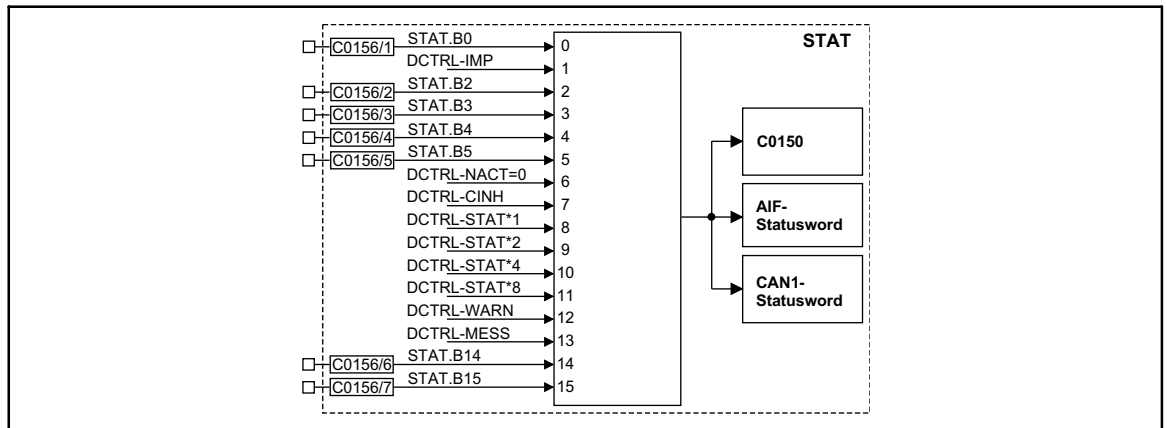 STAT
C0156/1 STAT.B0 0
DCTRL-IMP 1
C0156/2 STAT.B2 2
C0156/3 STAT.B3 3
C0156/4 STAT.B4 4
C0156/5 STAT.B5 5
DCTRL-NACT=0 6
DCTRL-CINH 7
DCTRL-STAT*1 8
DCTRL-STAT*2 9
DCTRL-STAT*4 10
DCTRL-STAT*8 11
DCTRL-WARN 12
DCTRL-MESS 13
C0156/6 STAT.B14 14
C0156/7 STAT.B15 15
C0150
AIF-
Statusword
CAN1-
Statusword